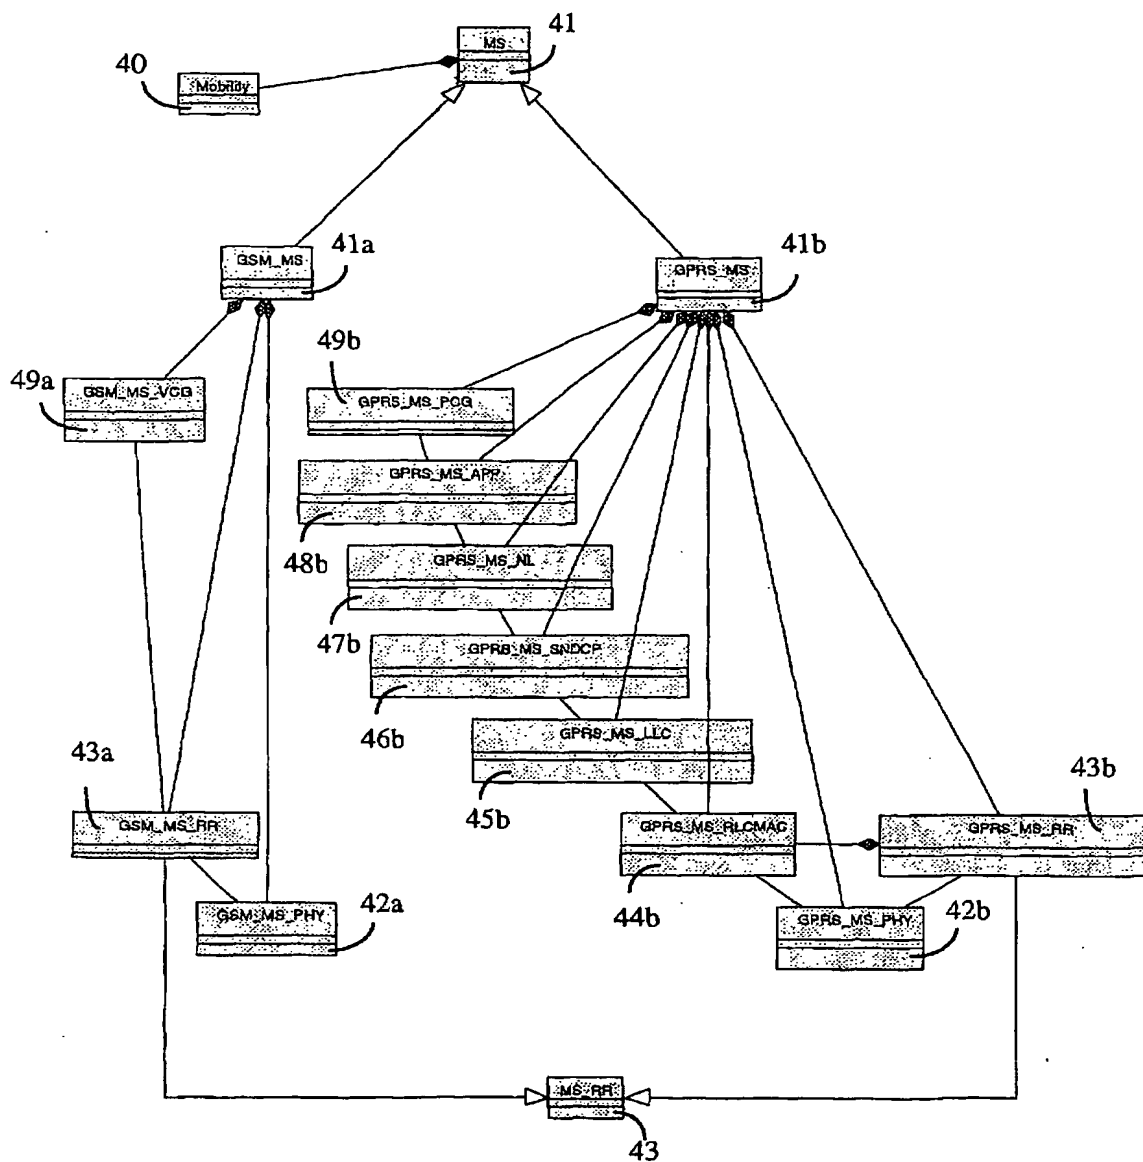 41
MS
40
Mobility
41a
GSM_MS
41b
GPRS_MS
49b
49a
GSM_MS_VCG
GPRS_MS_PCG
GPRS_MS_APP
48b
GPRS_MS_NL
47b
GPRS_MS_SNDCP
46b
GPRS_MS_LLC
43a
45b
43b
GSM_MS_RR
GPRS_MS_RLCMAC
GPRS_MS_RR
GSM_MS_PHY
42a
44b
GPRS_MS_PHY
42b
MS_RR
43